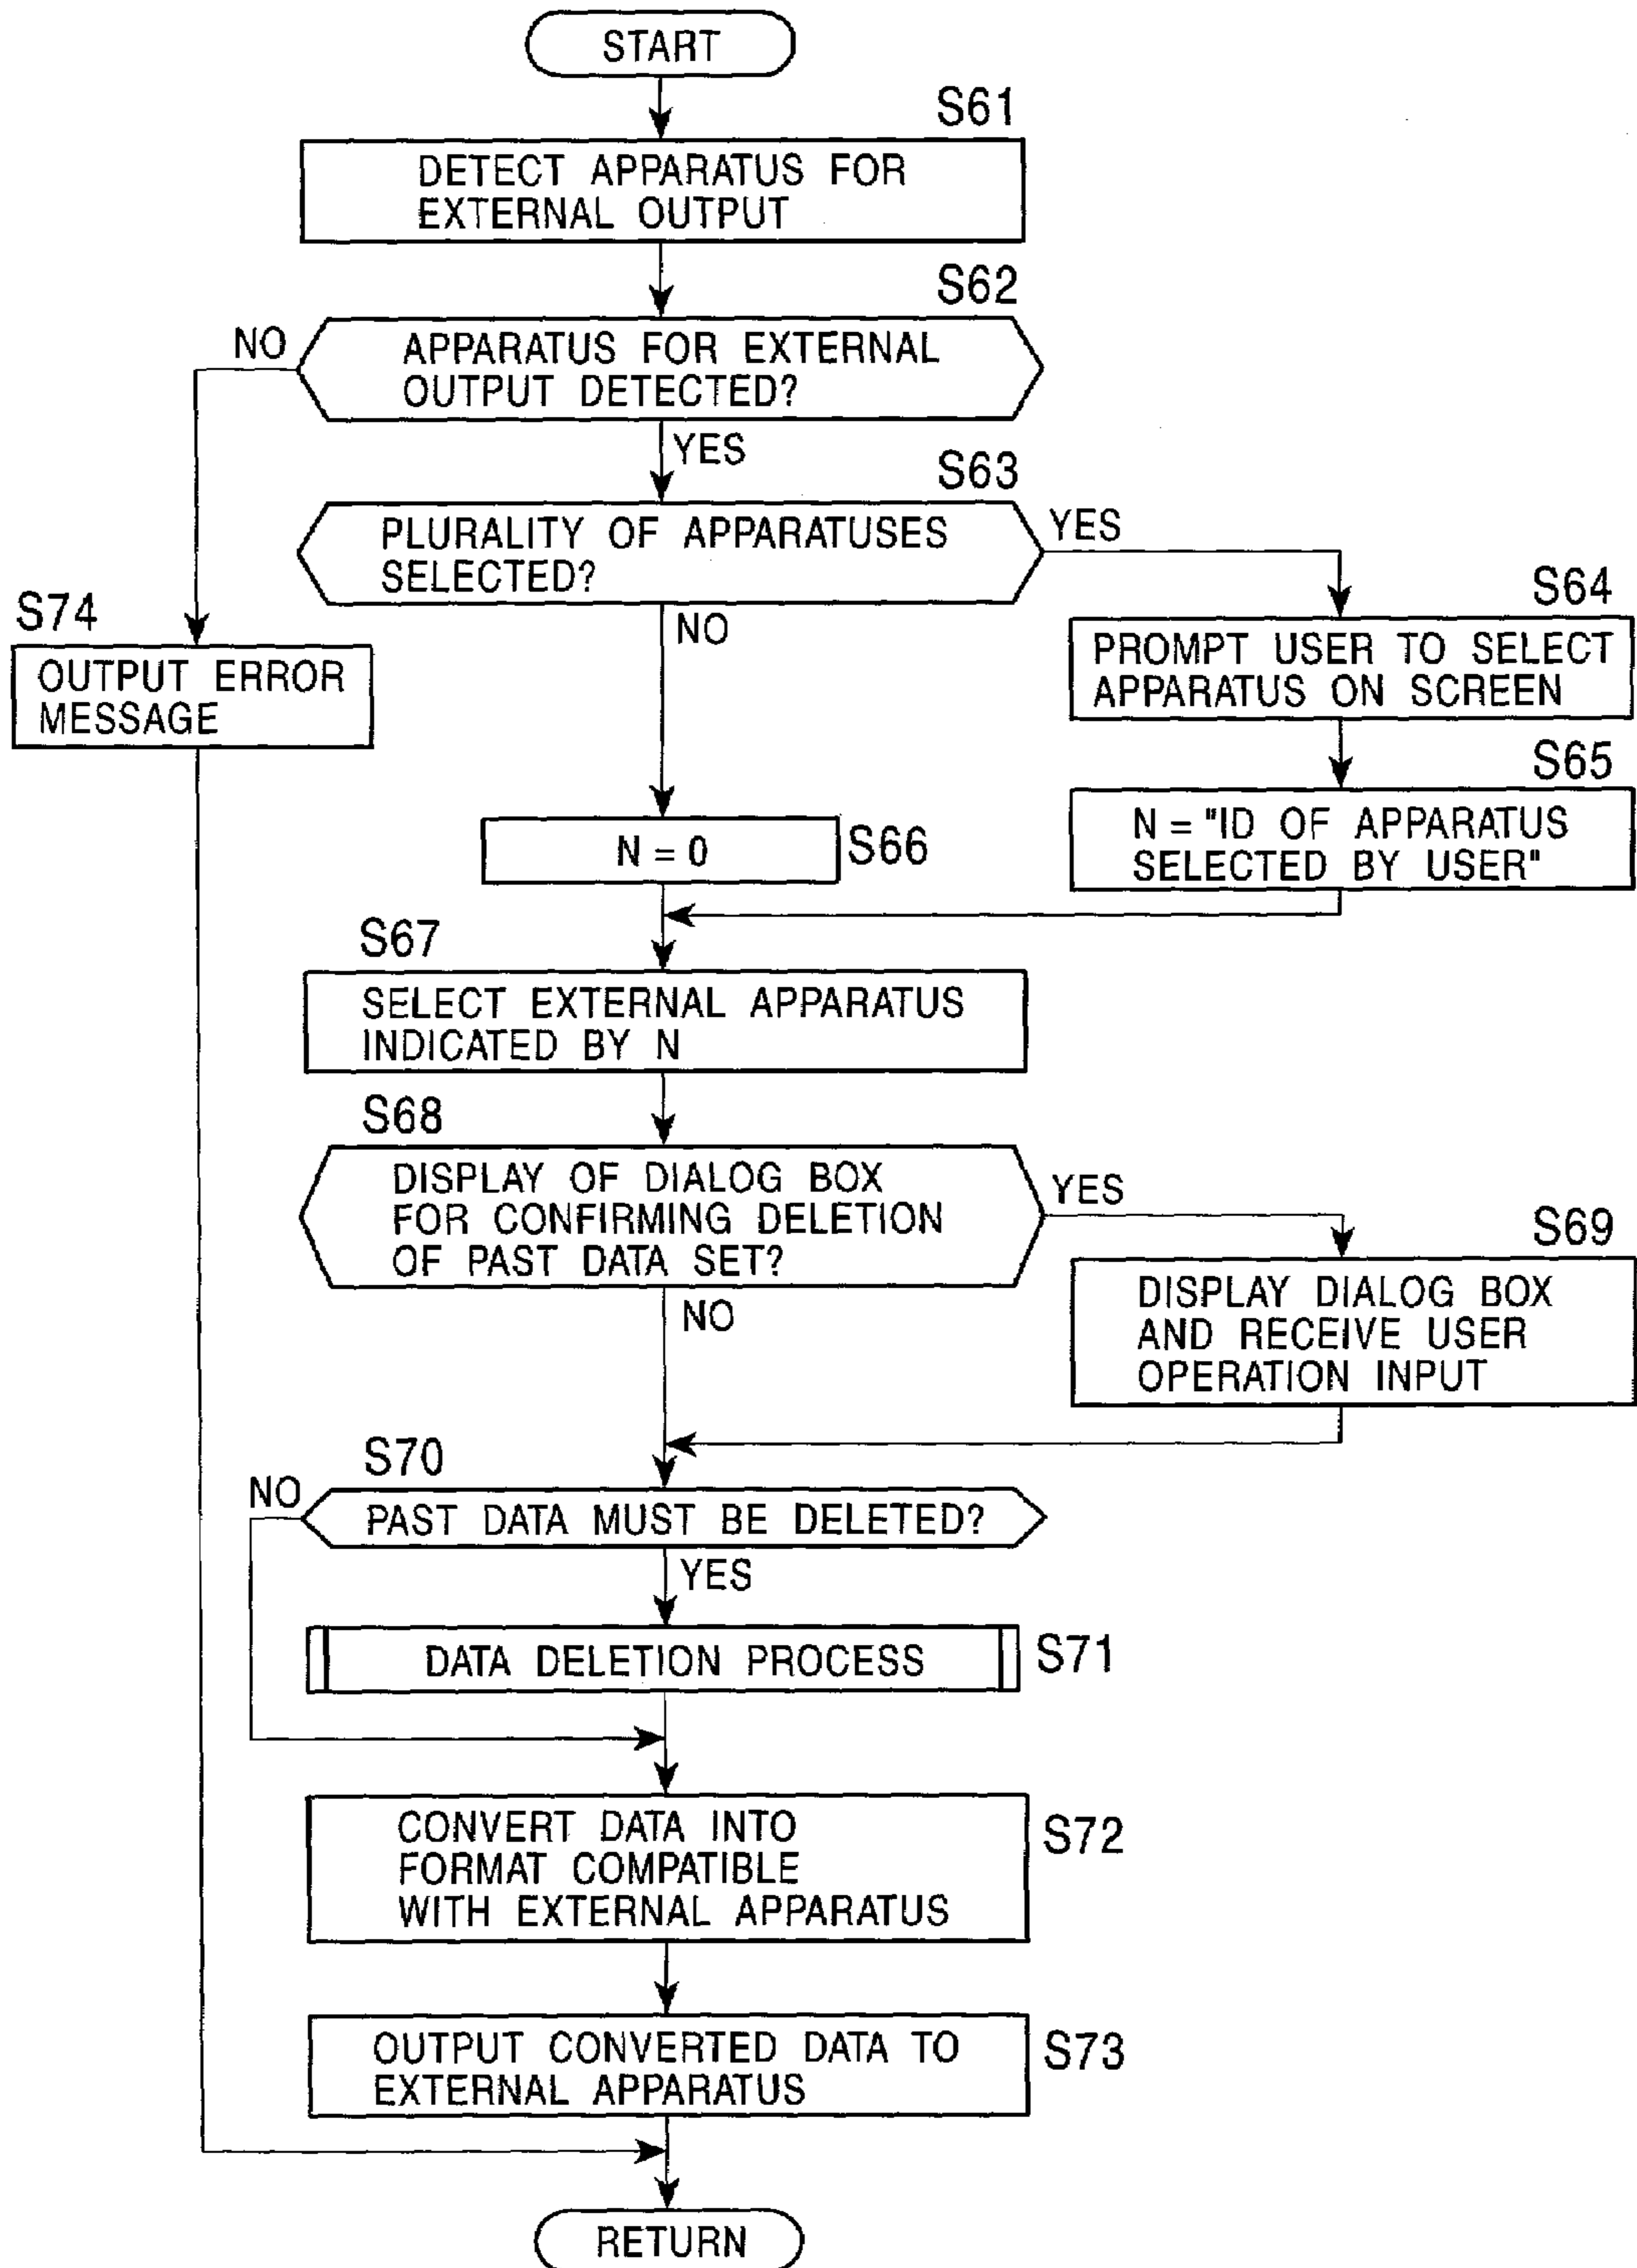 START
S61
DETECT APPARATUS FOR
EXTERNAL OUTPUT
S62
NO
APPARATUS FOR EXTERNAL
OUTPUT DETECTED?
YES
S63
PLURALITY OF APPARATUSES
SELECTED?
YES
NO
S74
OUTPUT ERROR
MESSAGE
S64
PROMPT USER TO SELECT
APPARATUS ON SCREEN
S65
N = "ID OF APPARATUS
SELECTED BY USER"
N = 0
S66
S67
SELECT EXTERNAL APPARATUS
INDICATED BY N
S68
DISPLAY OF DIALOG BOX
FOR CONFIRMING DELETION
OF PAST DATA SET?
YES
NO
S69
DISPLAY DIALOG BOX
AND RECEIVE USER
OPERATION INPUT
S70
NO
PAST DATA MUST BE DELETED?
YES
DATA DELETION PROCESS
S71
CONVERT DATA INTO
FORMAT COMPATIBLE
WITH EXTERNAL APPARATUS
S72
OUTPUT CONVERTED DATA TO
EXTERNAL APPARATUS
S73
RETURN